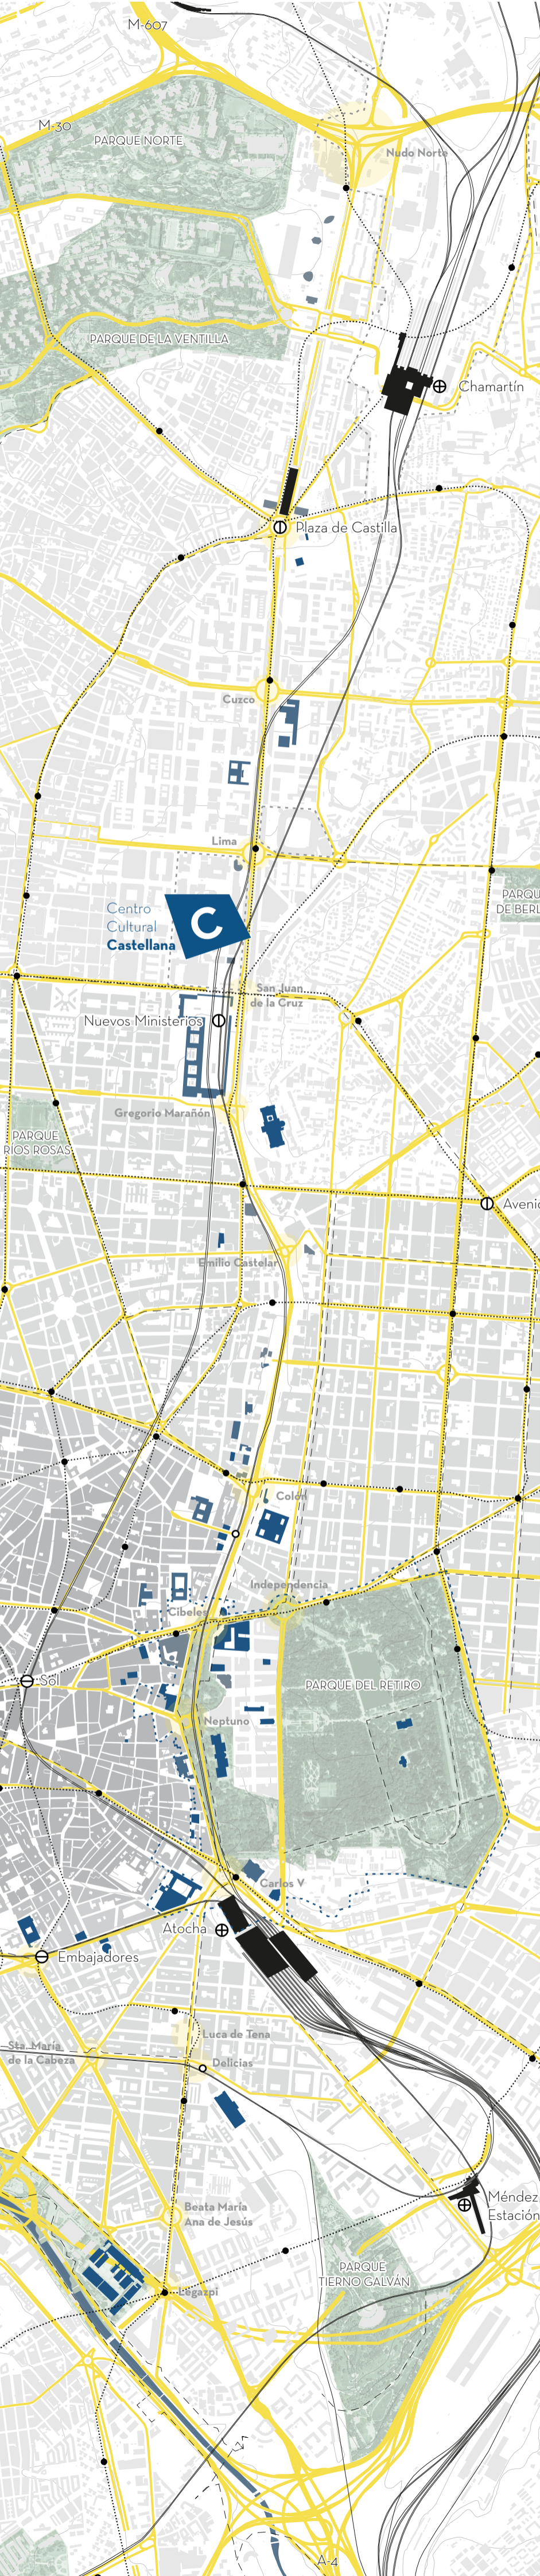 M-607
M-30
PARQUE NORTE
Nudo Norte
PARQUE DE LA VENTILLA
Chamartín
Plaza de Castilla
Cuzco
Lima
PARQU
DE BERL
Centro
Cultural
Castellana
C
San Juan
de la Cruz
Nuevos Ministerios
Gregorio Marañón
PARQUE
RÍOS ROSAS
Aveni
Emilio Castelar
Colón
Independencia
Cibeles
Sol
PARQUE DEL RETIRO
Neptuno
Carlos V
Atocha
Embajadores
Luca de Tena
Sta. María
de la Cabeza
Delicias
Méndez
Estación
Beata María
Ana de Jesús
PARQUE
TIERNO GALVÁN
Legazpi
A-4